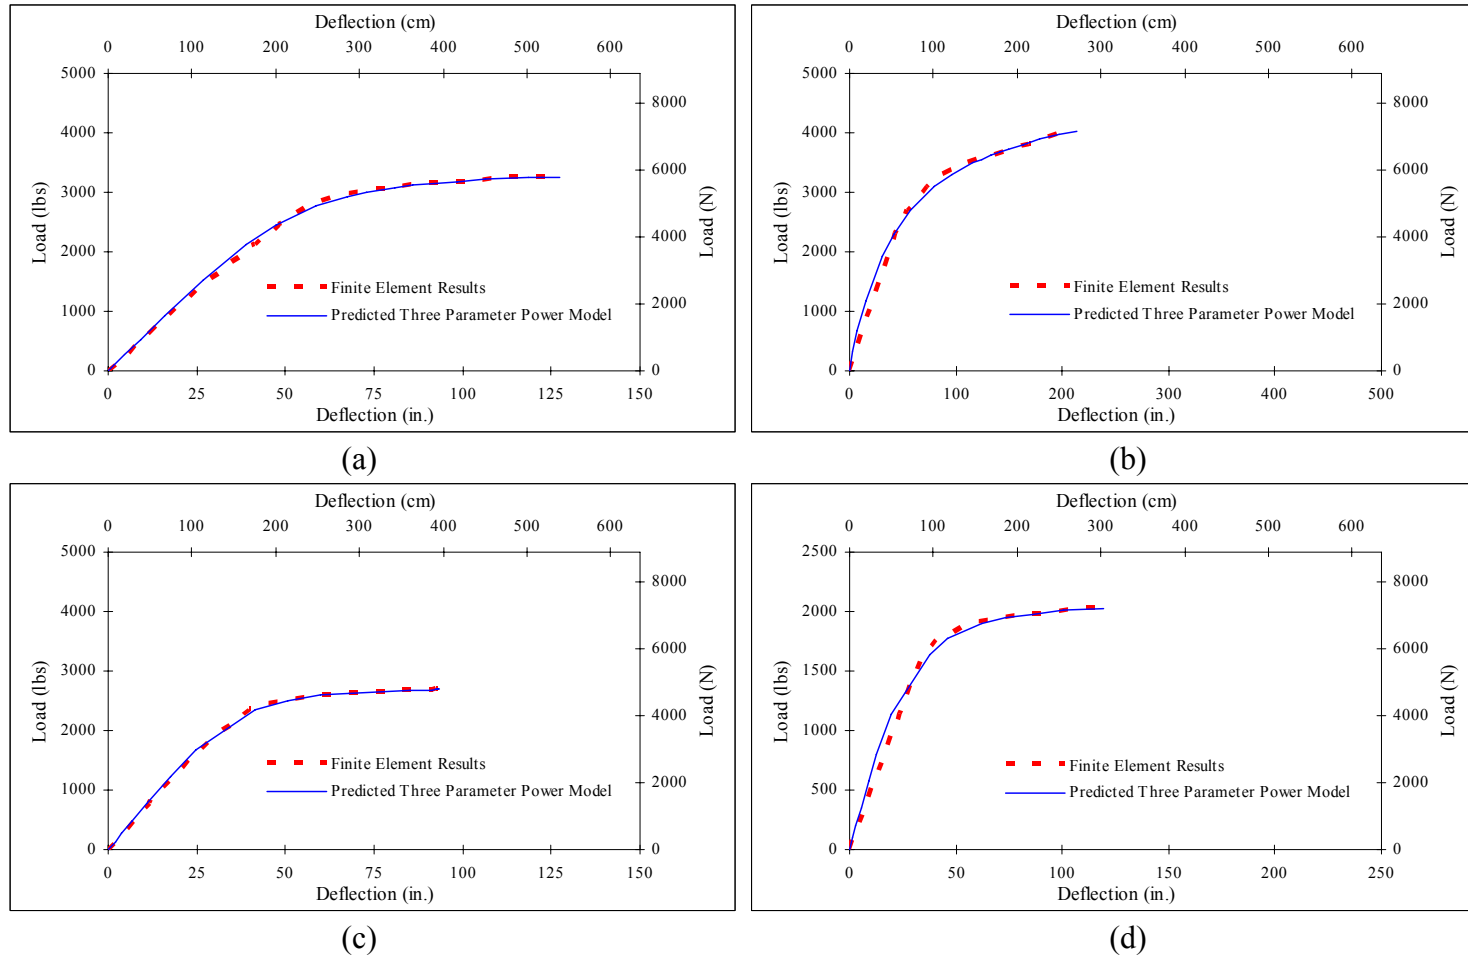 Deflection (cm)
0 100 200 300 400 500 600
5000
4000
3000
2000
1000
0
Load (lbs)
8000
6000
4000
2000
0
Load (N)
Finite Element Results
Predicted Three Parameter Power Model
0 25 50 75 100 125 150
Deflection (in.)
(a)
Deflection (cm)
0 100 200 300 400 500 600
5000
4000
3000
2000
1000
0
Load (lbs)
8000
6000
4000
2000
0
Load (N)
Finite Element Results
Predicted Three Parameter Power Model
0 100 200 300 400 500
Deflection (in.)
(b)
Deflection (cm)
0 100 200 300 400 500 600
5000
4000
3000
2000
1000
0
Load (lbs)
8000
6000
4000
2000
0
Load (N)
Finite Element Results
Predicted Three Parameter Power Model
0 25 50 75 100 125 150
Deflection (in.)
(c)
Deflection (cm)
0 100 200 300 400 500 600
2500
2000
1500
1000
500
0
Load (lbs)
8000
6000
4000
2000
0
Load (N)
Finite Element Results
Predicted Three Parameter Power Model
0 50 100 150 200 250
Deflection (in.)
(d)